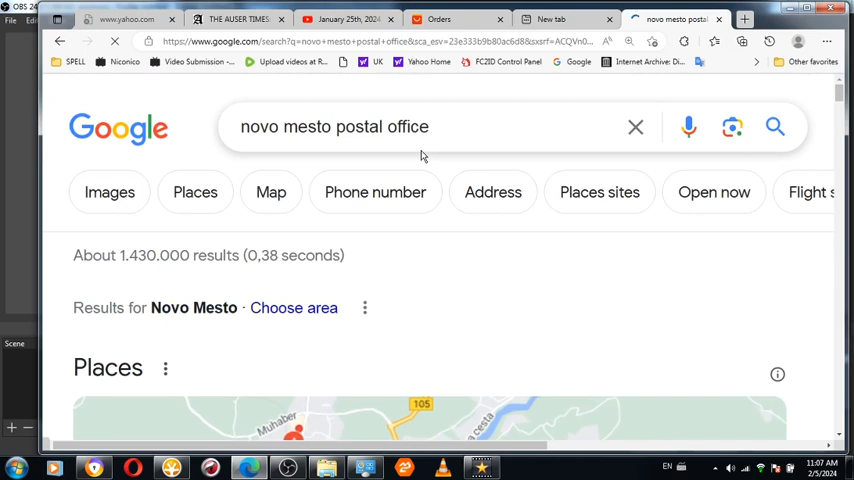 OBS 24
File
www.yahoo.com
THE AUSER TIMES
January 25th, 2024
Orders
New tab
novo mesto postal
https://www.google.com/search?q=novo+mesto+postal+office&sca_esv=23e333b9b80ac6d8&sxsrf=ACQVn0...
SPELL
Niconico
Video Submission -...
Upload videos at R...
UK
Yahoo Home
FC2ID Control Panel
Google
Internet Archive: Di...
Other favorites
Google
novo mesto postal office
Images
Places
Map
Phone number
Address
Places sites
Open now
Flight s
About 1.430.000 results (0,38 seconds)
Results for Novo Mesto · Choose area
Scene
Places
105
Muhaber
cesta
EN
11:07 AM
2/5/2024